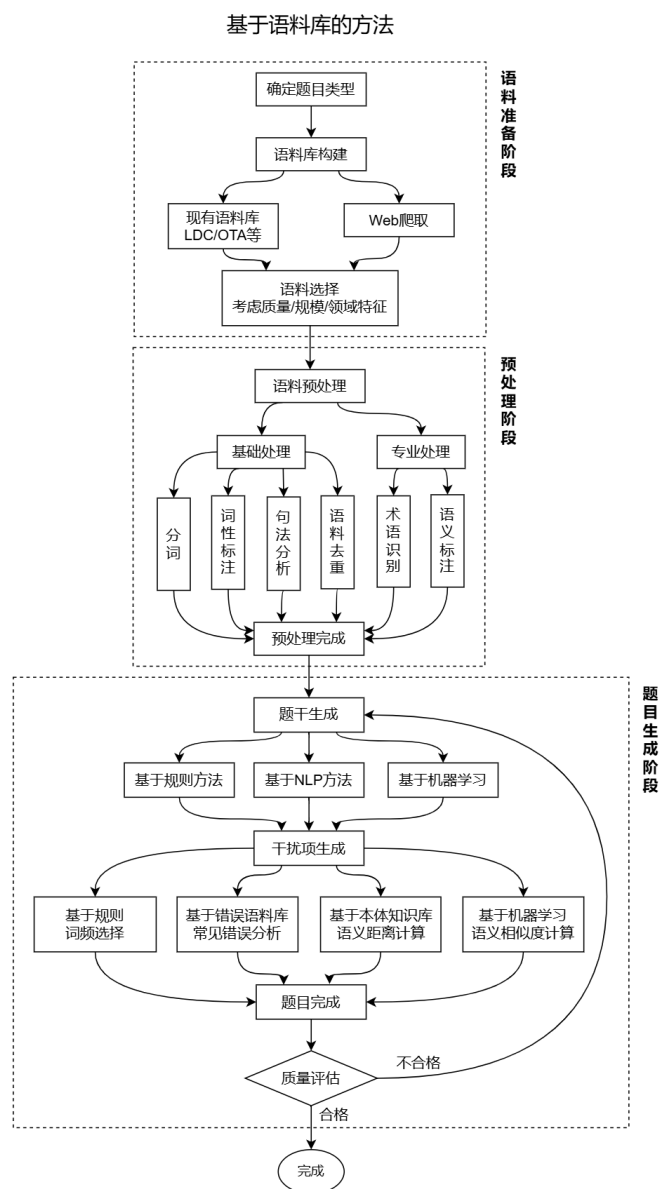 基于语料库的方法
语料准备阶段
确定题目类型
语料库构建
现有语料库
LDC/OTA等
Web爬取
语料选择
考虑质量/规模/领域特征
预处理阶段
语料预处理
基础处理
专业处理
分词
词性标注
句法分析
语料去重
术语识别
语义标注
预处理完成
题目生成阶段
题干生成
基于规则方法
基于NLP方法
基于机器学习
干扰项生成
基于规则
词频选择
基于错误语料库
常见错误分析
基于本体知识库
语义距离计算
基于机器学习
语义相似度计算
题目完成
质量评估
不合格
合格
完成